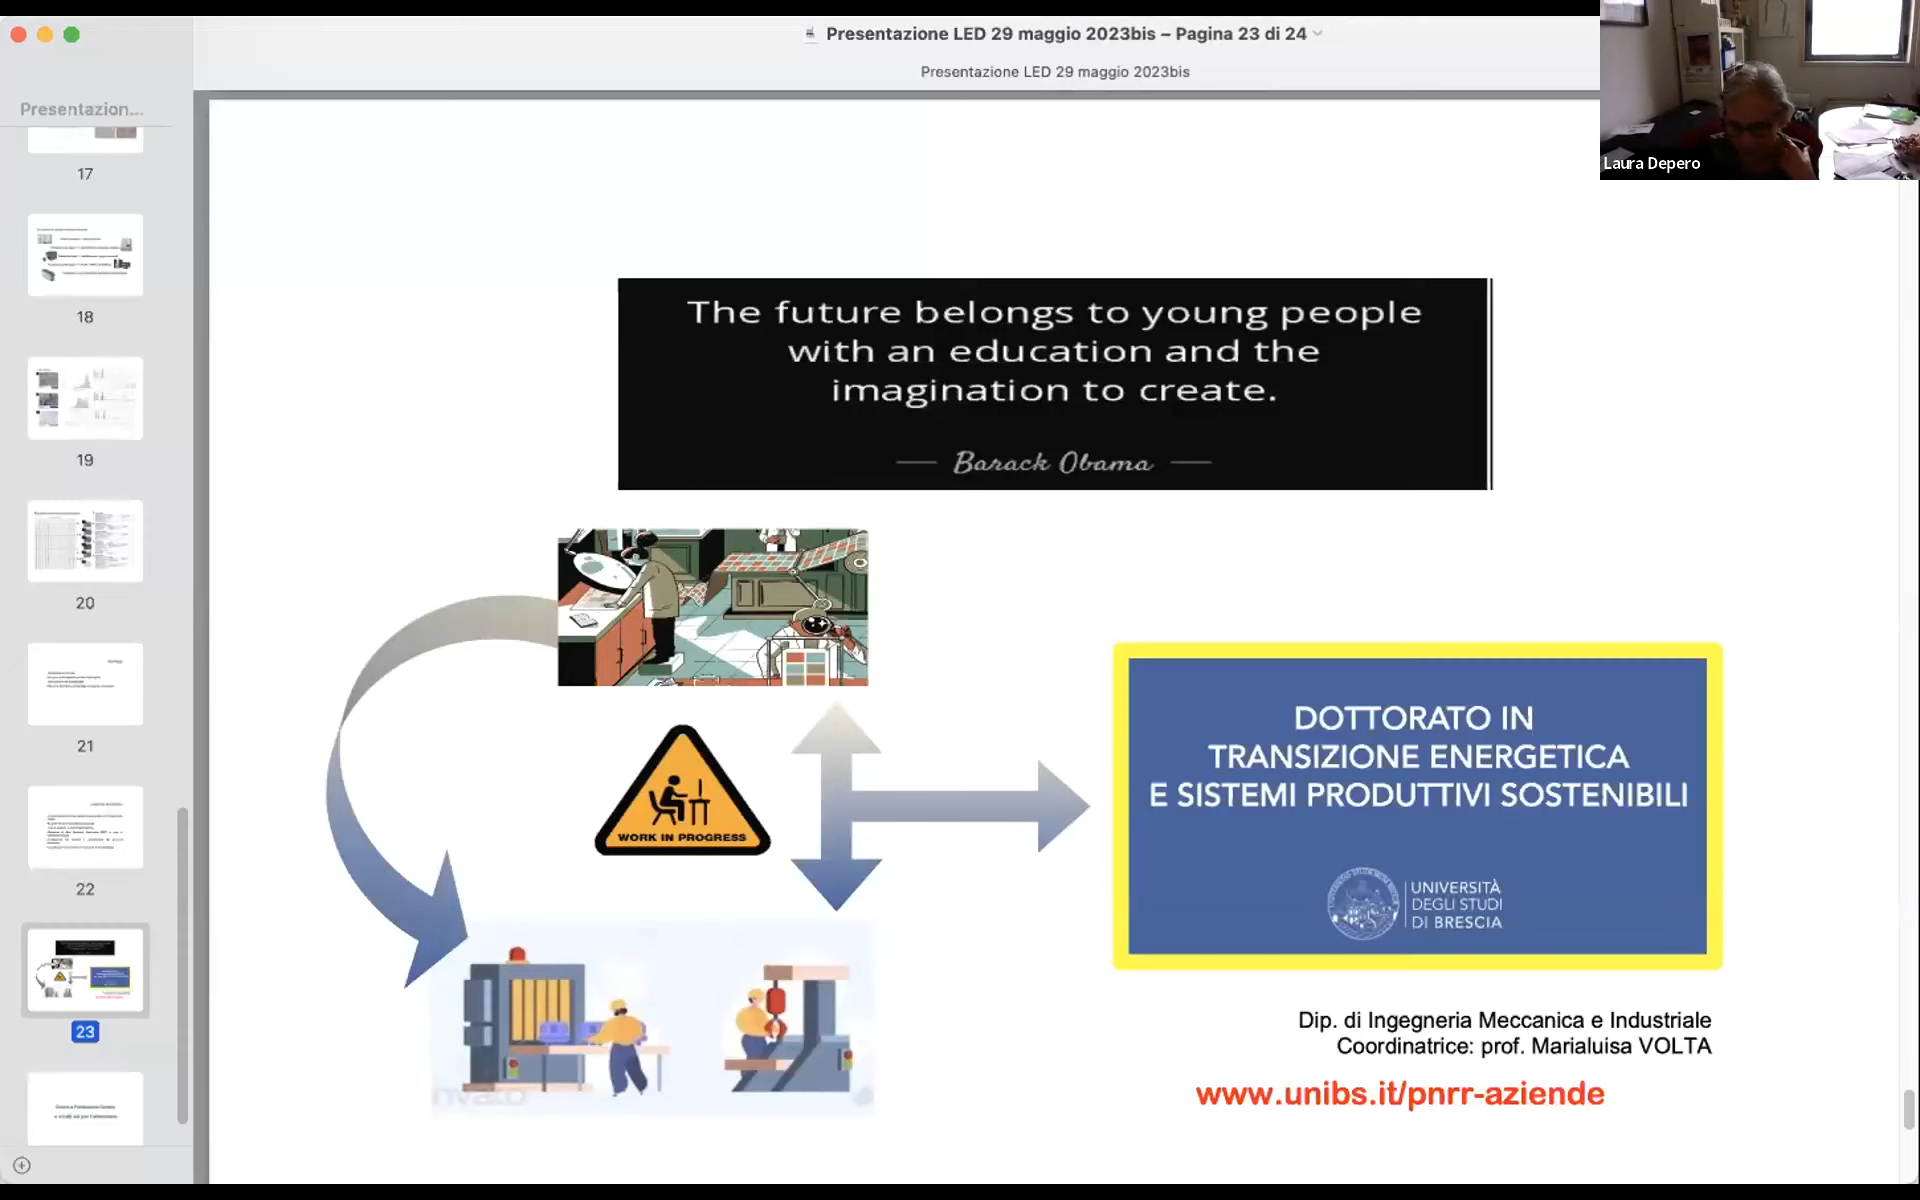 Presentazione LED 29 maggio 2023bis – Pagina 23 di 24
Presentazione LED 29 maggio 2023bis
Presentazion...
17
18
19
20
21
22
23
Laura Depero
The future belongs to young people
with an education and the
imagination to create.
Barack Obama
WORK IN PROGRESS
DOTTORATO IN
TRANSIZIONE ENERGETICA
E SISTEMI PRODUTTIVI SOSTENIBILI
UNIVERSITÀ
DEGLI STUDI
DI BRESCIA
Dip. di Ingegneria Meccanica e Industriale
Coordinatrice: prof. Marialuisa VOLTA
www.unibs.it/pnrr-aziende